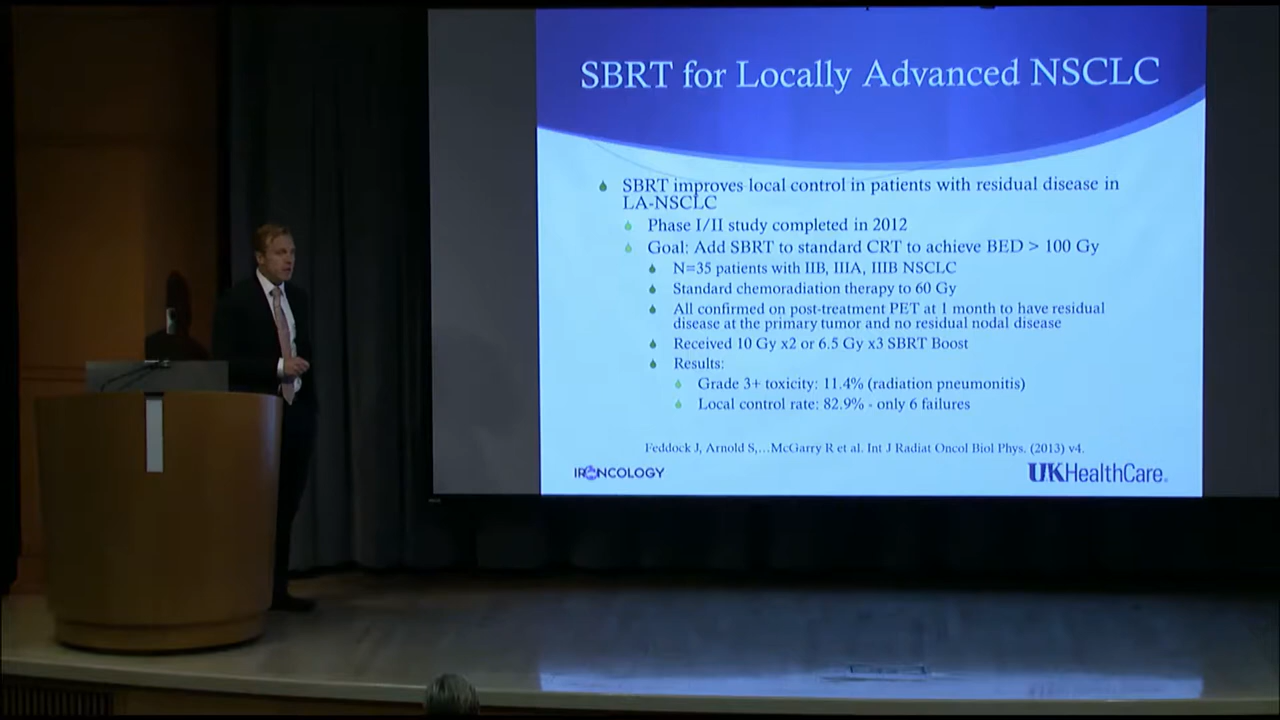 SBRT for Locally Advanced NSCLC
SBRT improves local control in patients with residual disease in
LA-NSCLC
Phase I/II study completed in 2012
Goal: Add SBRT to standard CRT to achieve BED > 100 Gy
N=35 patients with IIB, IIIA, IIIB NSCLC
Standard chemoradiation therapy to 60 Gy
All confirmed on post-treatment PET at 1 month to have residual
disease at the primary tumor and no residual nodal disease
Received 10 Gy x2 or 6.5 Gy x3 SBRT Boost
Results:
Grade 3+ toxicity: 11.4% (radiation pneumonitis)
Local control rate: 82.9% - only 6 failures
Feddock J, Arnold S,...McGarry R et al. Int J Radiat Oncol Biol Phys. (2013) v4.
IRONCOLOGY
UKHealthCare.